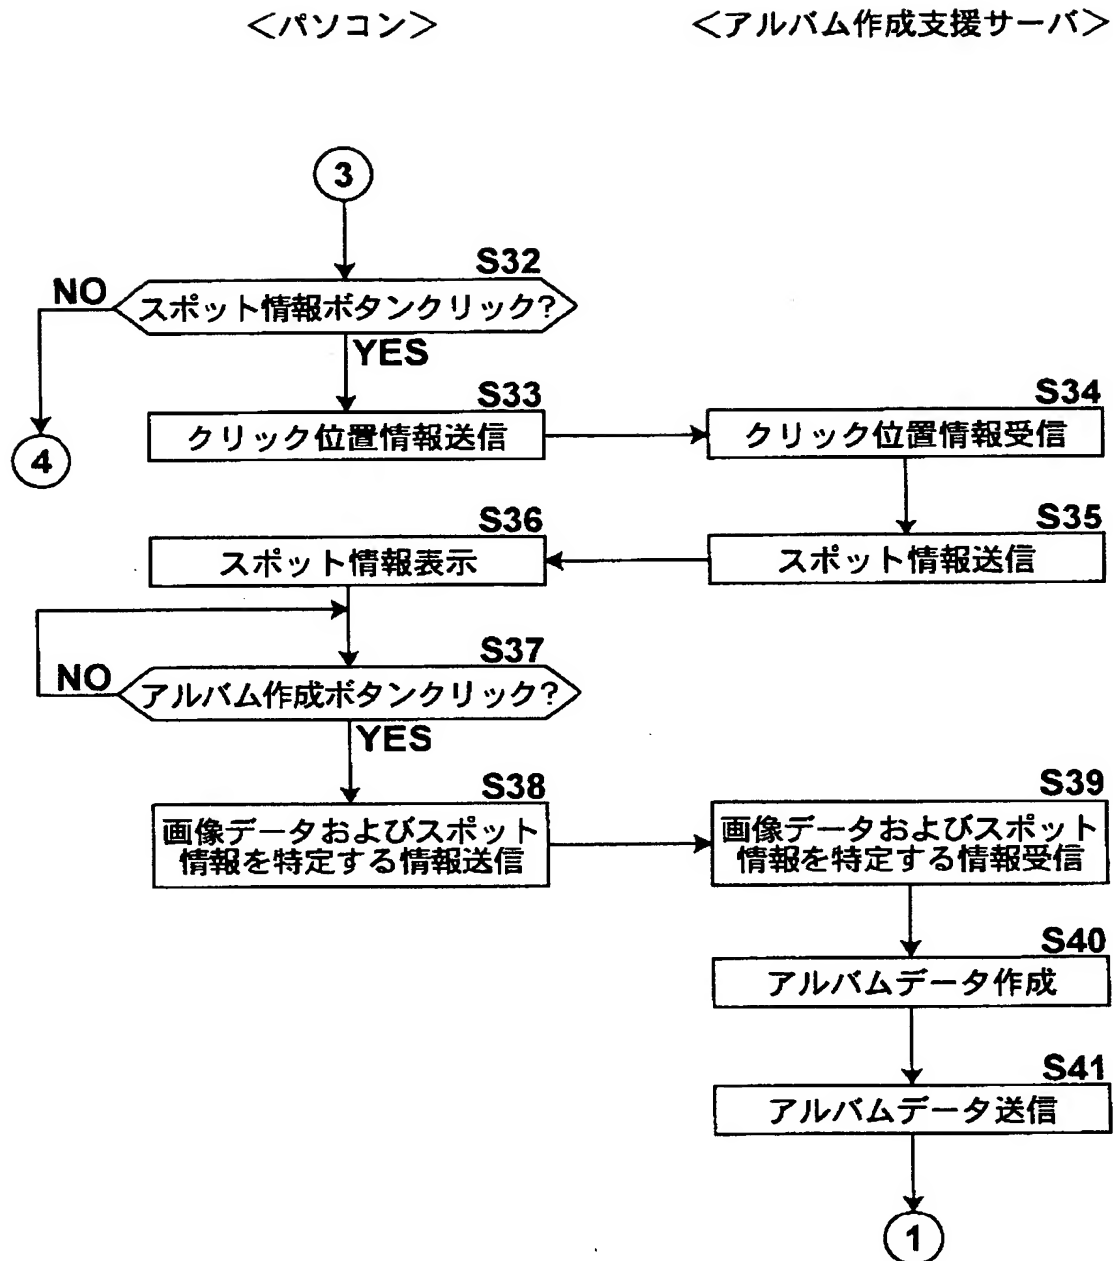 <パソコン>
<アルバム作成支援サーバ>
3
S32
NO
スポット情報ボタンクリック?
YES
S33
S34
クリック位置情報送信
クリック位置情報受信
4
S36
S35
スポット情報表示
スポット情報送信
S37
NO
アルバム作成ボタンクリック?
YES
S38
S39
画像データおよびスポット
情報を特定する情報送信
画像データおよびスポット
情報を特定する情報受信
S40
アルバムデータ作成
S41
アルバムデータ送信
1